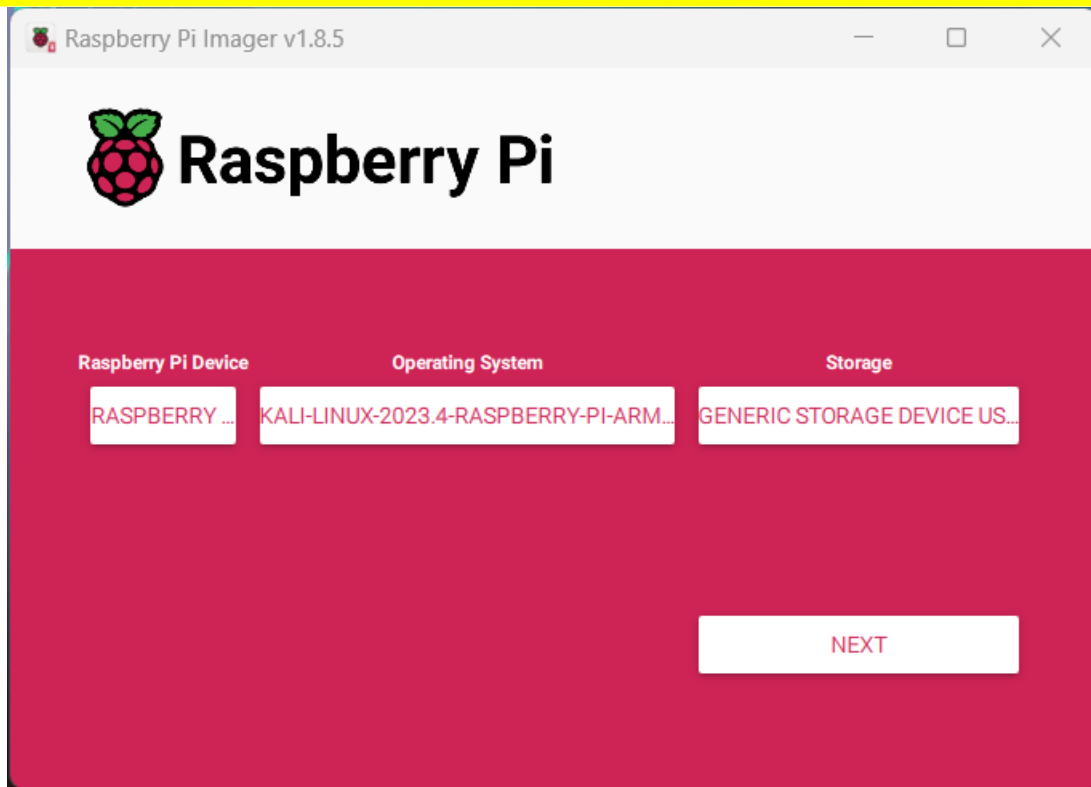 Raspberry Pi Imager v1.8.5
Raspberry Pi
Raspberry Pi Device Operating System Storage
RASPBERRY ... KALI-LINUX-2023.4-RASPBERRY-PI-ARM... GENERIC STORAGE DEVICE US...
NEXT